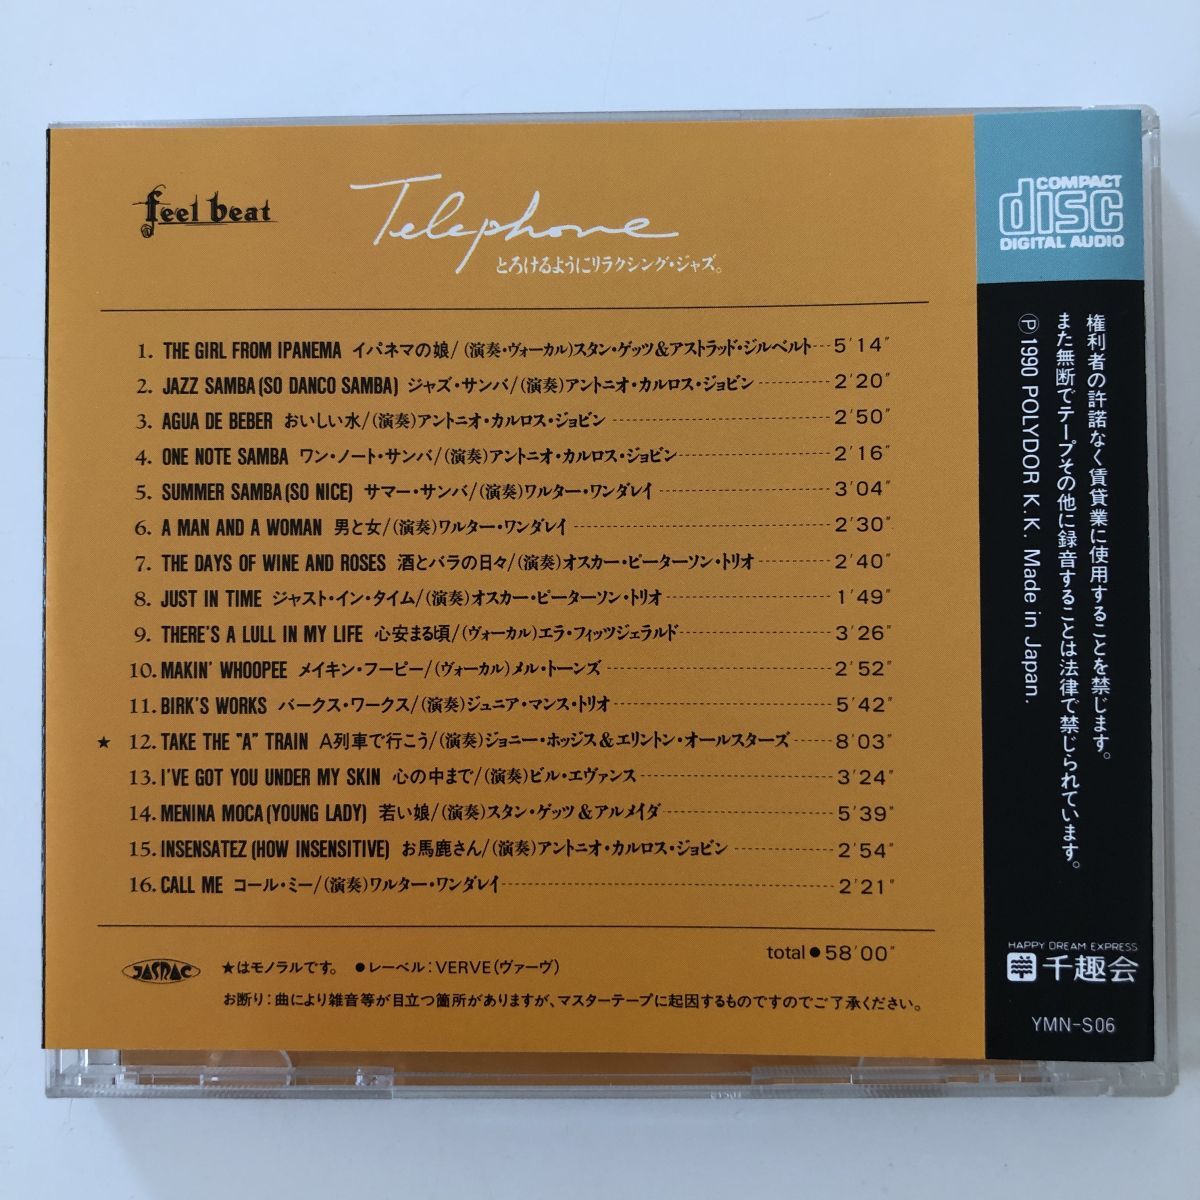 feel beat
Telephone
とろけるようにリラクシング・ジャズ。
1. THE GIRL FROM IPANEMA イパネマの娘/(演奏・ヴォーカル)スタン・ゲッツ&アストラッド・ジルベルト 5′14″
2. JAZZ SAMBA (SO DANCO SAMBA) ジャズ・サンバ/(演奏)アントニオ・カルロス・ジョビン 2′20″
3. AGUA DE BEBER おいしい水/(演奏)アントニオ・カルロス・ジョビン 2′50″
4. ONE NOTE SAMBA ワン・ノート・サンバ/(演奏)アントニオ・カルロス・ジョビン 2′16″
5. SUMMER SAMBA (SO NICE) サマー・サンバ/(演奏)ワルター・ワンダレイ 3′04″
6. A MAN AND A WOMAN 男と女/(演奏)ワルター・ワンダレイ 2′30″
7. THE DAYS OF WINE AND ROSES 酒とバラの日々/(演奏)オスカー・ピーターソン・トリオ 2′40″
8. JUST IN TIME ジャスト・イン・タイム/(演奏)オスカー・ピーターソン・トリオ 1′49″
9. THERE'S A LULL IN MY LIFE 心安まる頃/(ヴォーカル)エラ・フィッツジェラルド 3′26″
10. MAKIN' WHOOPEE メイキン・フーピー/(ヴォーカル)メル・トーンズ 2′52″
11. BIRK'S WORKS バークス・ワークス/(演奏)ジュニア・マンス・トリオ 5′42″
★ 12. TAKE THE "A" TRAIN A列車で行こう/(演奏)ジョニー・ホッジス&エリントン・オールスターズ 8′03″
13. I'VE GOT YOU UNDER MY SKIN 心の中まで/(演奏)ビル・エヴァンス 3′24″
14. MENINA MOCA (YOUNG LADY) 若い娘/(演奏)スタン・ゲッツ&アルメイダ 5′39″
15. INSENSATEZ (HOW INSENSITIVE) お馬鹿さん/(演奏)アントニオ・カルロス・ジョビン 2′54″
16. CALL ME コール・ミー/(演奏)ワルター・ワンダレイ 2′21″
total●58′00″
JASRAC ★はモノラルです。 ●レーベル:VERVE(ヴァーヴ)
お断り:曲により雑音等が目立つ箇所がありますが、マスターテープに起因するものですのでご了承ください。
COMPACT
disc
DIGITAL AUDIO
権利者の許諾なく賃貸業に使用することを禁じます。
また無断でテープその他に録音することは法律で禁じられています。
Ⓟ1990 POLYDOR K.K. Made in Japan.
HAPPY DREAM EXPRESS
千趣会
YMN-S06